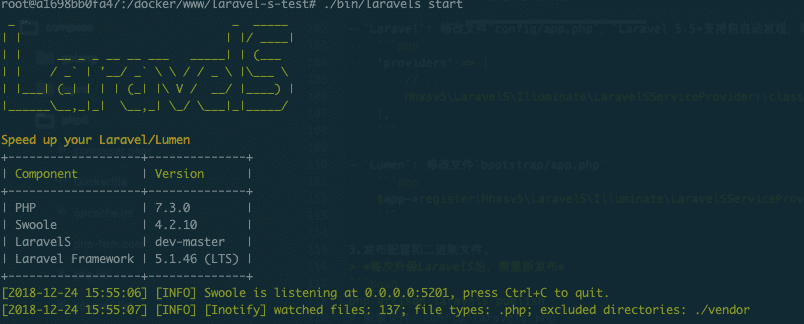 root@a1698bb0fa47:/docker/www/laravel-s-test# ./bin/laravels start
LaravelS
Speed up your Laravel/Lumen
Component Version
PHP 7.3.0
Swoole 4.2.10
LaravelS dev-master
Laravel Framework 5.1.46 (LTS)
[2018-12-24 15:55:06] [INFO] Swoole is listening at 0.0.0.0:5201, press Ctrl+C to quit.
[2018-12-24 15:55:07] [INFO] [Inotify] watched files: 137; file types: .php; excluded directories: ./vendor